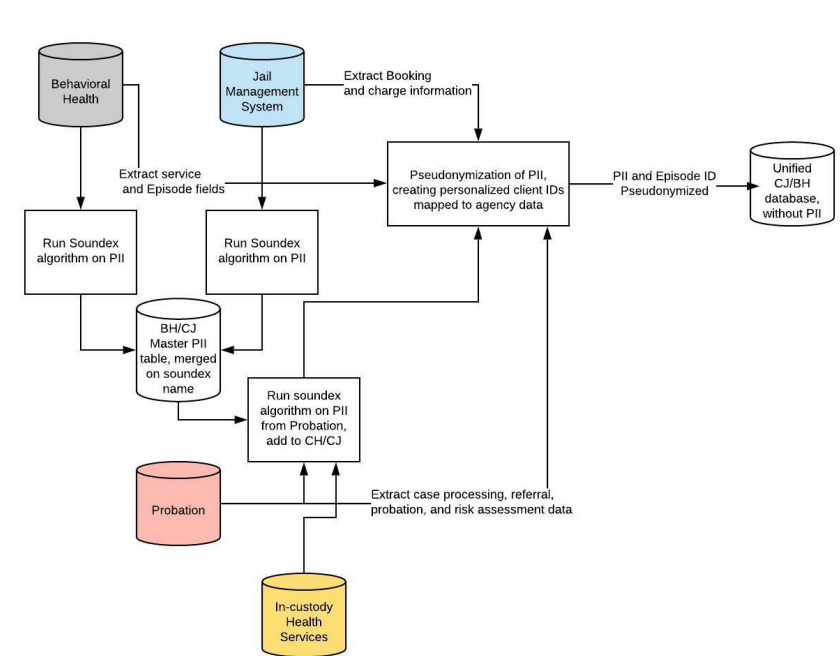 Behavioral
Health
Jail
Management
System
Extract Booking
and charge information
Extract service
and Episode fields
Pseudonymization of PII,
creating personalized client IDs
mapped to agency data
PII and Episode ID
Pseudonymized
Unified
CJ/BH
database,
without PII
Run Soundex
algorithm on PII
Run Soundex
algorithm on PII
BH/CJ
Master PII
table, merged
on soundex
name
Run soundex
algorithm on PII
from Probation,
add to CH/CJ
Probation
Extract case processing, referral,
probation, and risk assessment data
In-custody
Health
Services